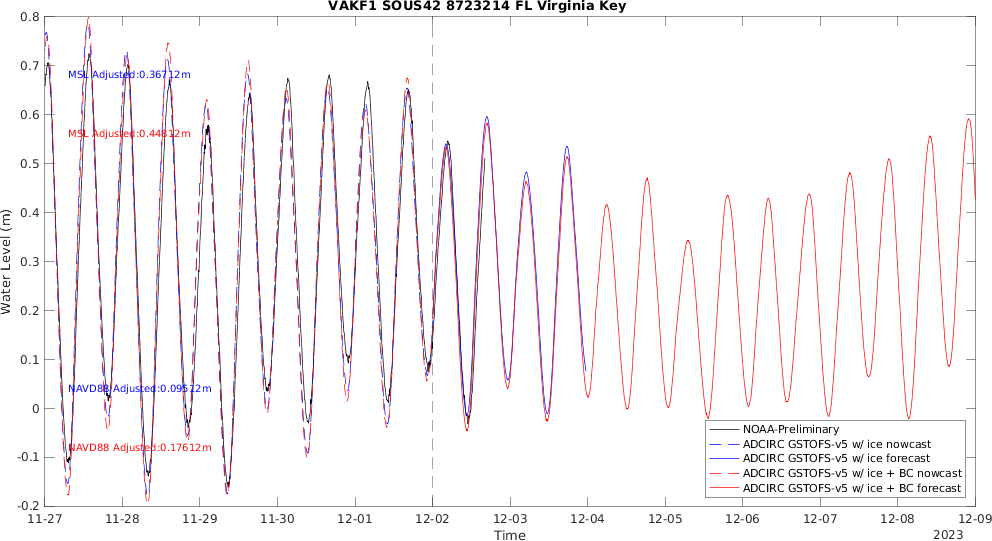 VAKF1 SOUS42 8723214 FL Virginia Key
0.8
0.7
0.6
0.5
0.4
0.3
0.2
0.1
0
-0.1
-0.2
Water Level (m)
MSL Adjusted:0.36712m
MSL Adjusted:0.44812m
NAVD88 Adjusted:0.09512m
NAVD88 Adjusted:0.17612m
NOAA-Preliminary
ADCIRC GSTOFS-v5 w/ ice nowcast
ADCIRC GSTOFS-v5 w/ ice forecast
ADCIRC GSTOFS-v5 w/ ice + BC nowcast
ADCIRC GSTOFS-v5 w/ ice + BC forecast
11-27 11-28 11-29 11-30 12-01 12-02 12-03 12-04 12-05 12-06 12-07 12-08 12-09
Time
2023